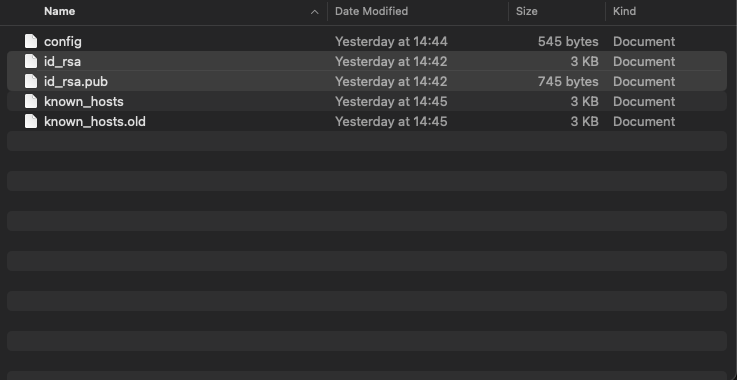 Name Date Modified Size Kind
config Yesterday at 14:44 545 bytes Document
id_rsa Yesterday at 14:42 3 KB Document
id_rsa.pub Yesterday at 14:42 745 bytes Document
known_hosts Yesterday at 14:45 3 KB Document
known_hosts.old Yesterday at 14:45 3 KB Document